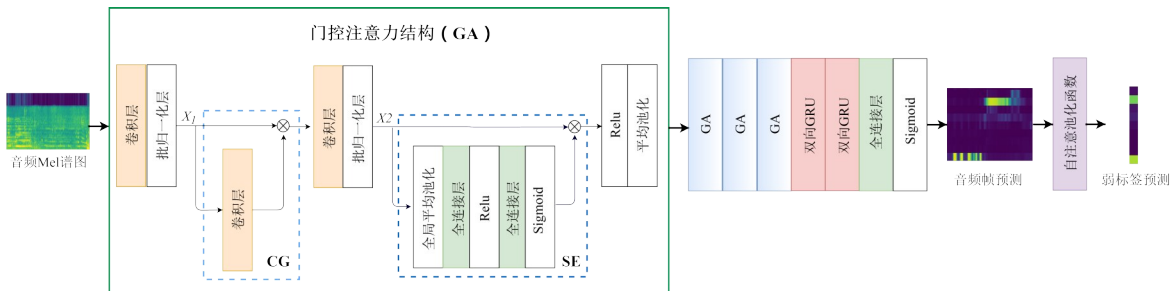 门控注意力结构（GA）
音频Mel谱图
卷积层
批归一化层
X1
卷积层
CG
卷积层
批归一化层
X2
全局平均池化
全连接层
Relu
全连接层
Sigmoid
SE
Relu
平均池化
GA
GA
GA
双向GRU
双向GRU
全连接层
Sigmoid
音频帧预测
自注意池化函数
弱标签预测